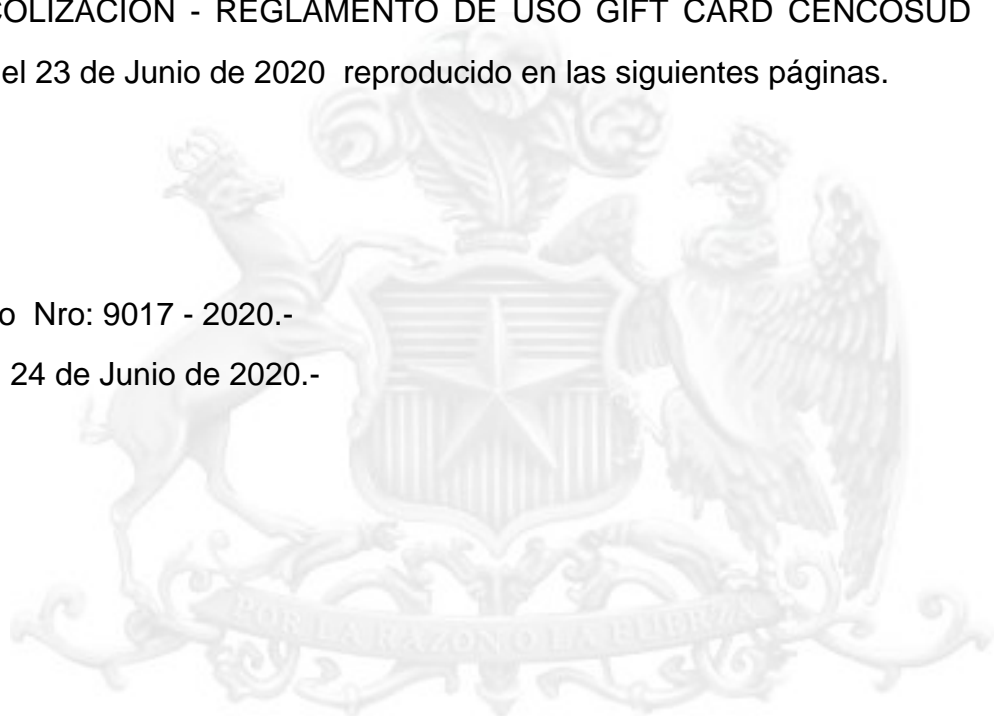 COLIZACIÓN - REGLAMENTO DE USO GIFT CARD CENCOSUD
el 23 de Junio de 2020 reproducido en las siguientes páginas.
o Nro: 9017 - 2020.-
24 de Junio de 2020.-
POR LA RAZON O LA FUERZA